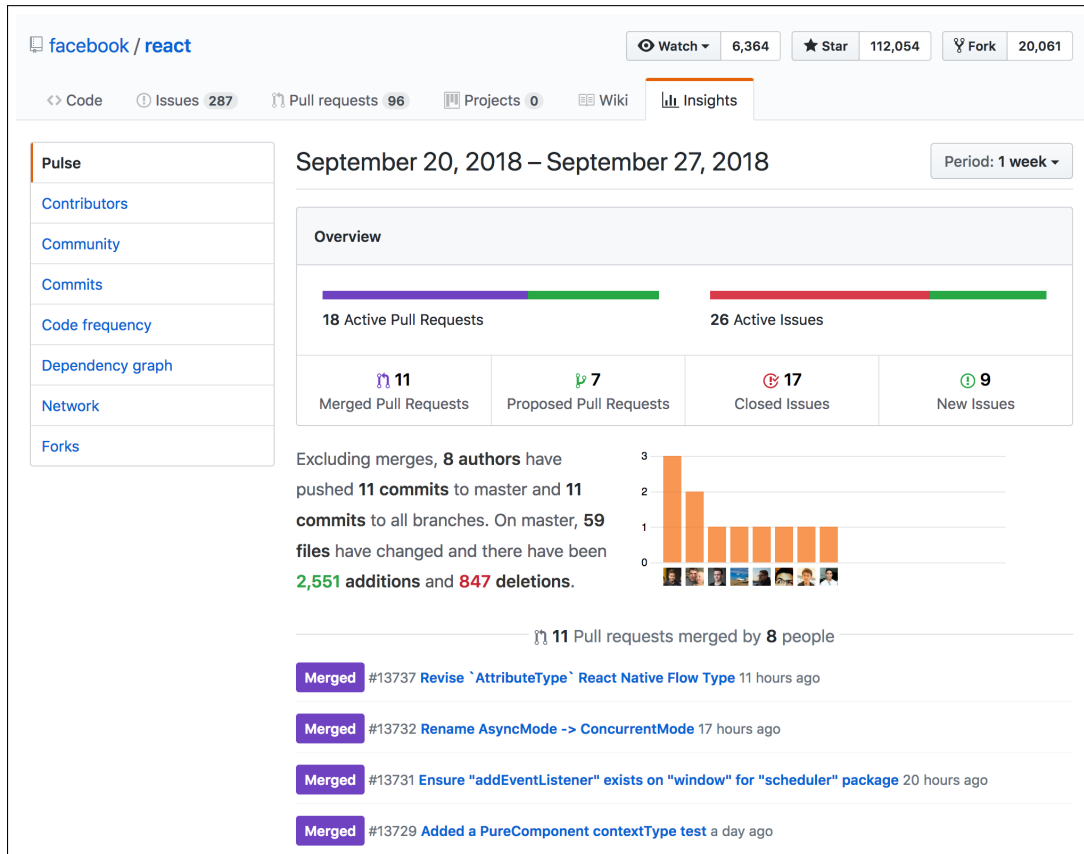 facebook / react
Watch 6,364 Star 112,054 Fork 20,061
Code Issues 287 Pull requests 96 Projects 0 Wiki Insights
Pulse
Contributors
Community
Commits
Code frequency
Dependency graph
Network
Forks
September 20, 2018 – September 27, 2018
Period: 1 week
Overview
18 Active Pull Requests
26 Active Issues
11
Merged Pull Requests
7
Proposed Pull Requests
17
Closed Issues
9
New Issues
Excluding merges, 8 authors have
pushed 11 commits to master and 11
commits to all branches. On master, 59
files have changed and there have been
2,551 additions and 847 deletions.
3
2
1
0
11 Pull requests merged by 8 people
Merged #13737 Revise `AttributeType` React Native Flow Type 11 hours ago
Merged #13732 Rename AsyncMode -> ConcurrentMode 17 hours ago
Merged #13731 Ensure "addEventListener" exists on "window" for "scheduler" package 20 hours ago
Merged #13729 Added a PureComponent contextType test a day ago